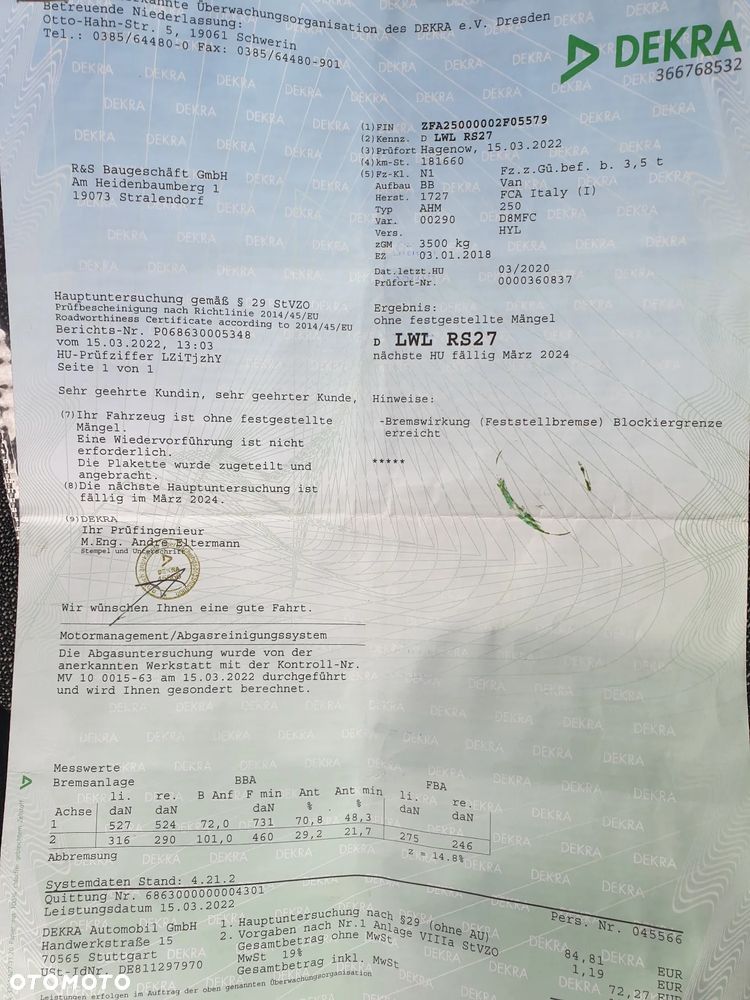 kannte Überwachungsorganisation des DEKRA e.V. Dresden
Betreuende Niederlassung:
Otto-Hahn-Str. 5, 19061 Schwerin
Tel.: 0385/64480-0 Fax: 0385/64480-901
DEKRA
366768532
(1) FIN ZFA25000002F05579
(2) Kennz. D LWL RS27
(3) Prüfort Hagenow, 15.03.2022
(4) km-St. 181660
(5) Fz-Kl. N1 Fz.z.Gü.bef. b. 3,5 t
Aufbau BB Van
Herst. 1727 FCA Italy (I)
Typ AHM 250
Var. 00290 D8MFC
Vers. HYL
zGM 3500 kg
EZ 03.01.2018
Dat.letzt.HU 03/2020
Prüfort-Nr. 0000360837
R&S Baugeschäft GmbH
Am Heidenbaumberg 1
19073 Stralendorf
Hauptuntersuchung gemäß § 29 StVZO
Prüfbescheinigung nach Richtlinie 2014/45/EU
Roadworthiness Certificate according to 2014/45/EU
Berichts-Nr. P068630005348
vom 15.03.2022, 13:03
HU-Prüfziffer LZiTjzhY
Seite 1 von 1
Ergebnis:
ohne festgestellte Mängel
D LWL RS27
nächste HU fällig März 2024
Sehr geehrte Kundin, sehr geehrter Kunde,
(7) Ihr Fahrzeug ist ohne festgestellte
Mängel.
Eine Wiedervorführung ist nicht
erforderlich.
Die Plakette wurde zugeteilt und
angebracht.
(8) Die nächste Hauptuntersuchung ist
fällig im März 2024.
(9) DEKRA
Ihr Prüfingenieur
M.Eng. Andre Eltermann
Stempel und Unterschrift
DEKRA
Hinweise:
-Bremswirkung (Feststellbremse) Blockiergrenze
erreicht
*****
Wir wünschen Ihnen eine gute Fahrt.
Motormanagement/Abgasreinigungssystem
Die Abgasuntersuchung wurde von der
anerkannten Werkstatt mit der Kontroll-Nr.
MV 10 0015-63 am 15.03.2022 durchgeführt
und wird Ihnen gesondert berechnet.
Messwerte
Bremsanlage BBA FBA
li. re. B Anf F min Ant Ant min li. re.
Achse daN daN daN % % daN daN
1 527 524 72,0 731 70,8 48,3
2 316 290 101,0 460 29,2 21,7 275 246
Abbremsung z = 14.8%
Systemdaten Stand: 4.21.2
Quittung Nr. 6863000000004301
Leistungsdatum 15.03.2022
Pers. Nr. 045566
DEKRA Automobil GmbH
Handwerkstraße 15
70565 Stuttgart
USt-IdNr. DE811297970
1. Hauptuntersuchung nach §29 (ohne AU)
2. Vorgaben nach Nr.1 Anlage VIIIa StVZO
Gesamtbetrag ohne MwSt
MwSt 19%
Gesamtbetrag inkl. MwSt
84,81 EUR
1,19 EUR
72,27 EUR
Leistungen erfolgen im Auftrag der oben genannten Überwachungsorganisation
OTOMOTO